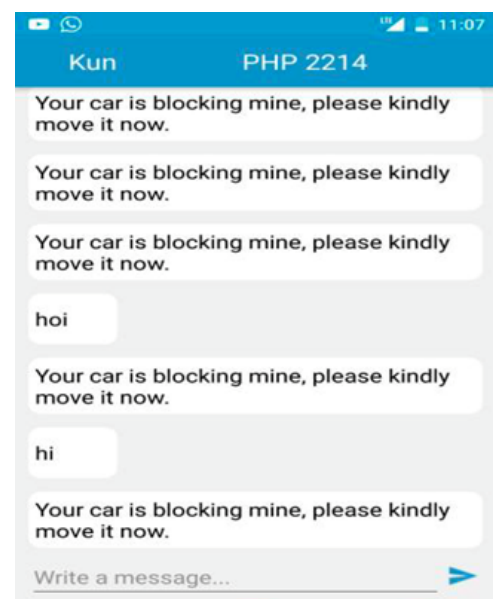 11:07
Kun PHP 2214
Your car is blocking mine, please kindly
move it now.
Your car is blocking mine, please kindly
move it now.
Your car is blocking mine, please kindly
move it now.
hoi
Your car is blocking mine, please kindly
move it now.
hi
Your car is blocking mine, please kindly
move it now.
Write a message...